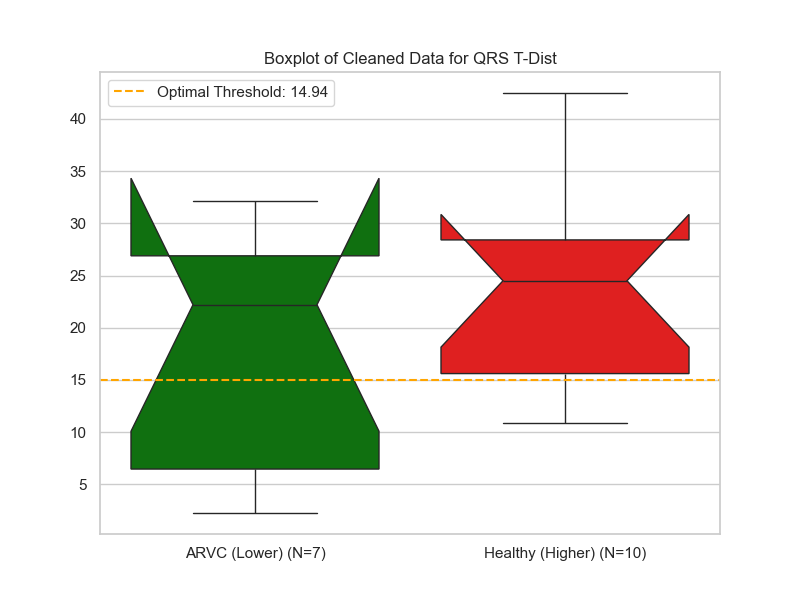 Boxplot of Cleaned Data for QRS T-Dist
Optimal Threshold: 14.94
40
35
30
25
20
15
10
5
ARVC (Lower) (N=7)
Healthy (Higher) (N=10)